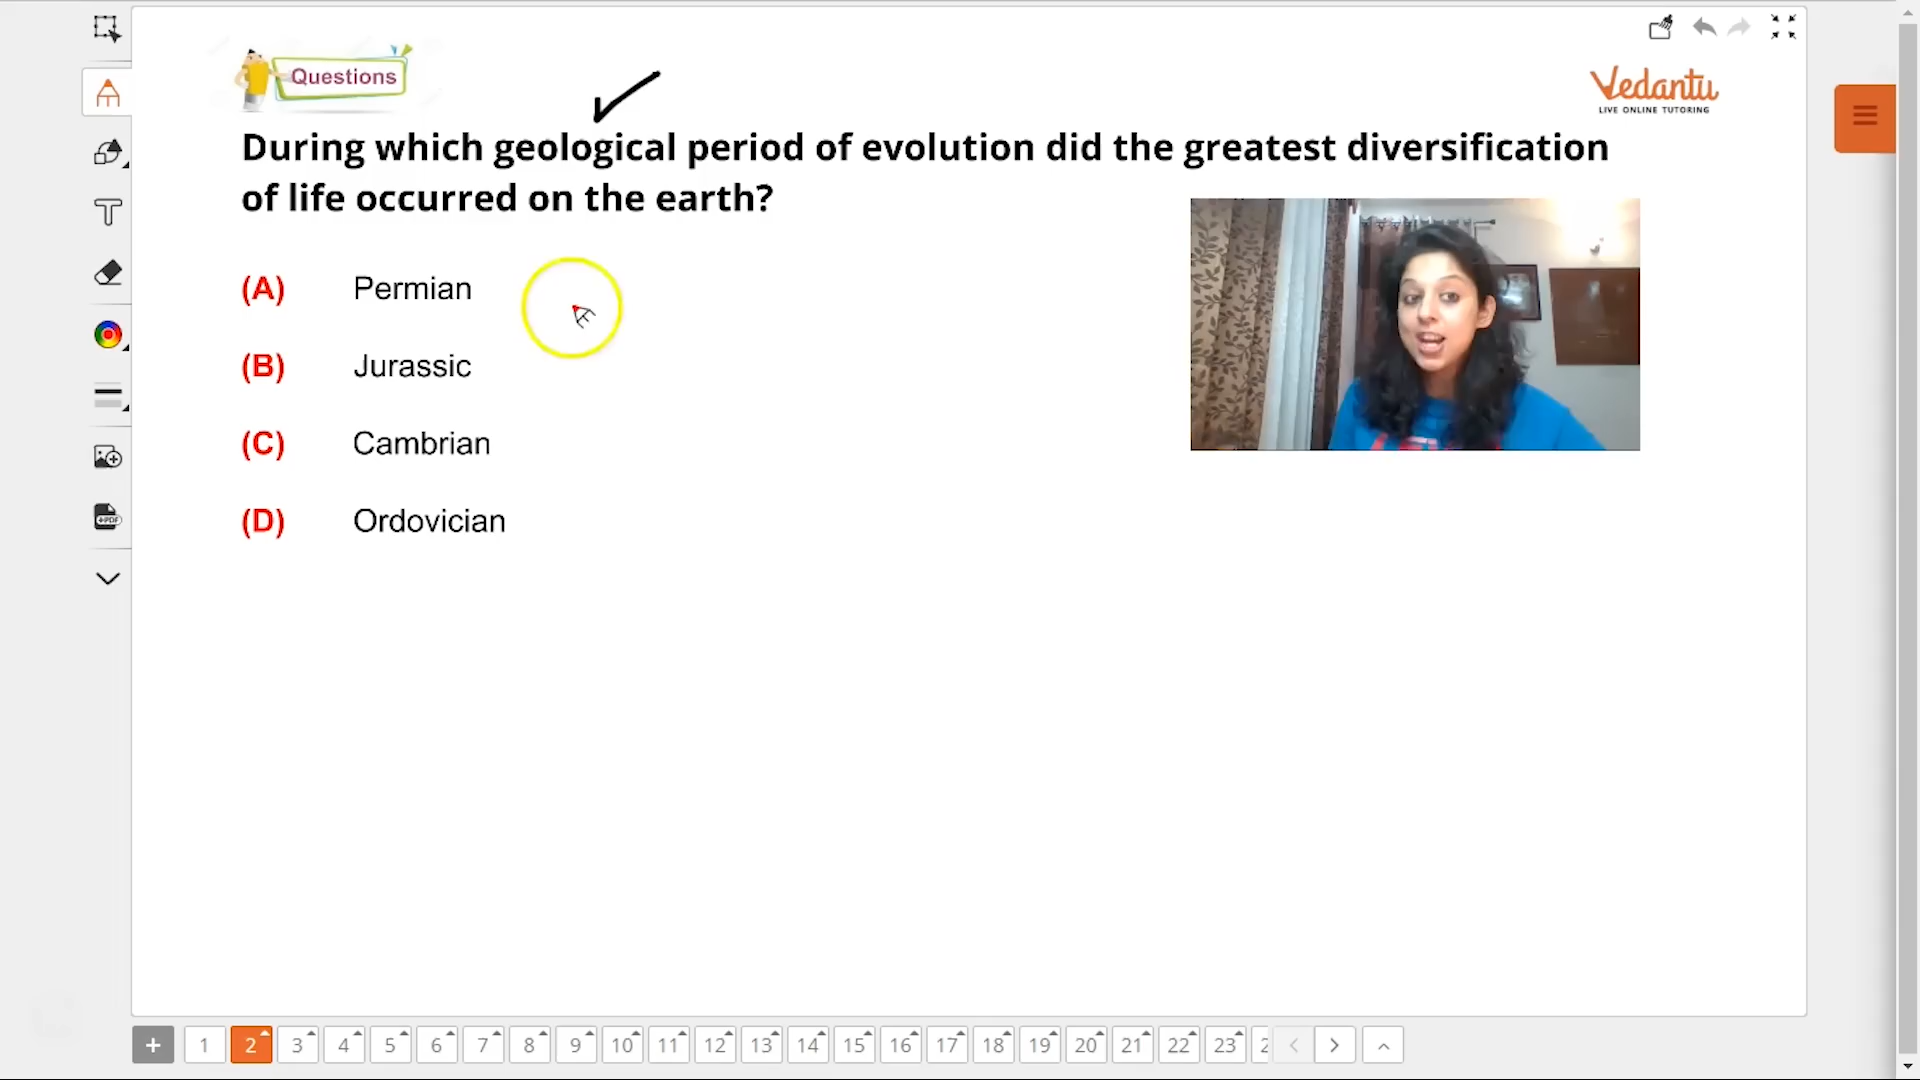 Questions
Vedantu
LIVE ONLINE TUTORING
During which geological period of evolution did the greatest diversification
of life occurred on the earth?
(A) Permian
(B) Jurassic
(C) Cambrian
(D) Ordovician
T
+PDF
+ 1 2 3 4 5 6 7 8 9 10 11 12 13 14 15 16 17 18 19 20 21 22 23